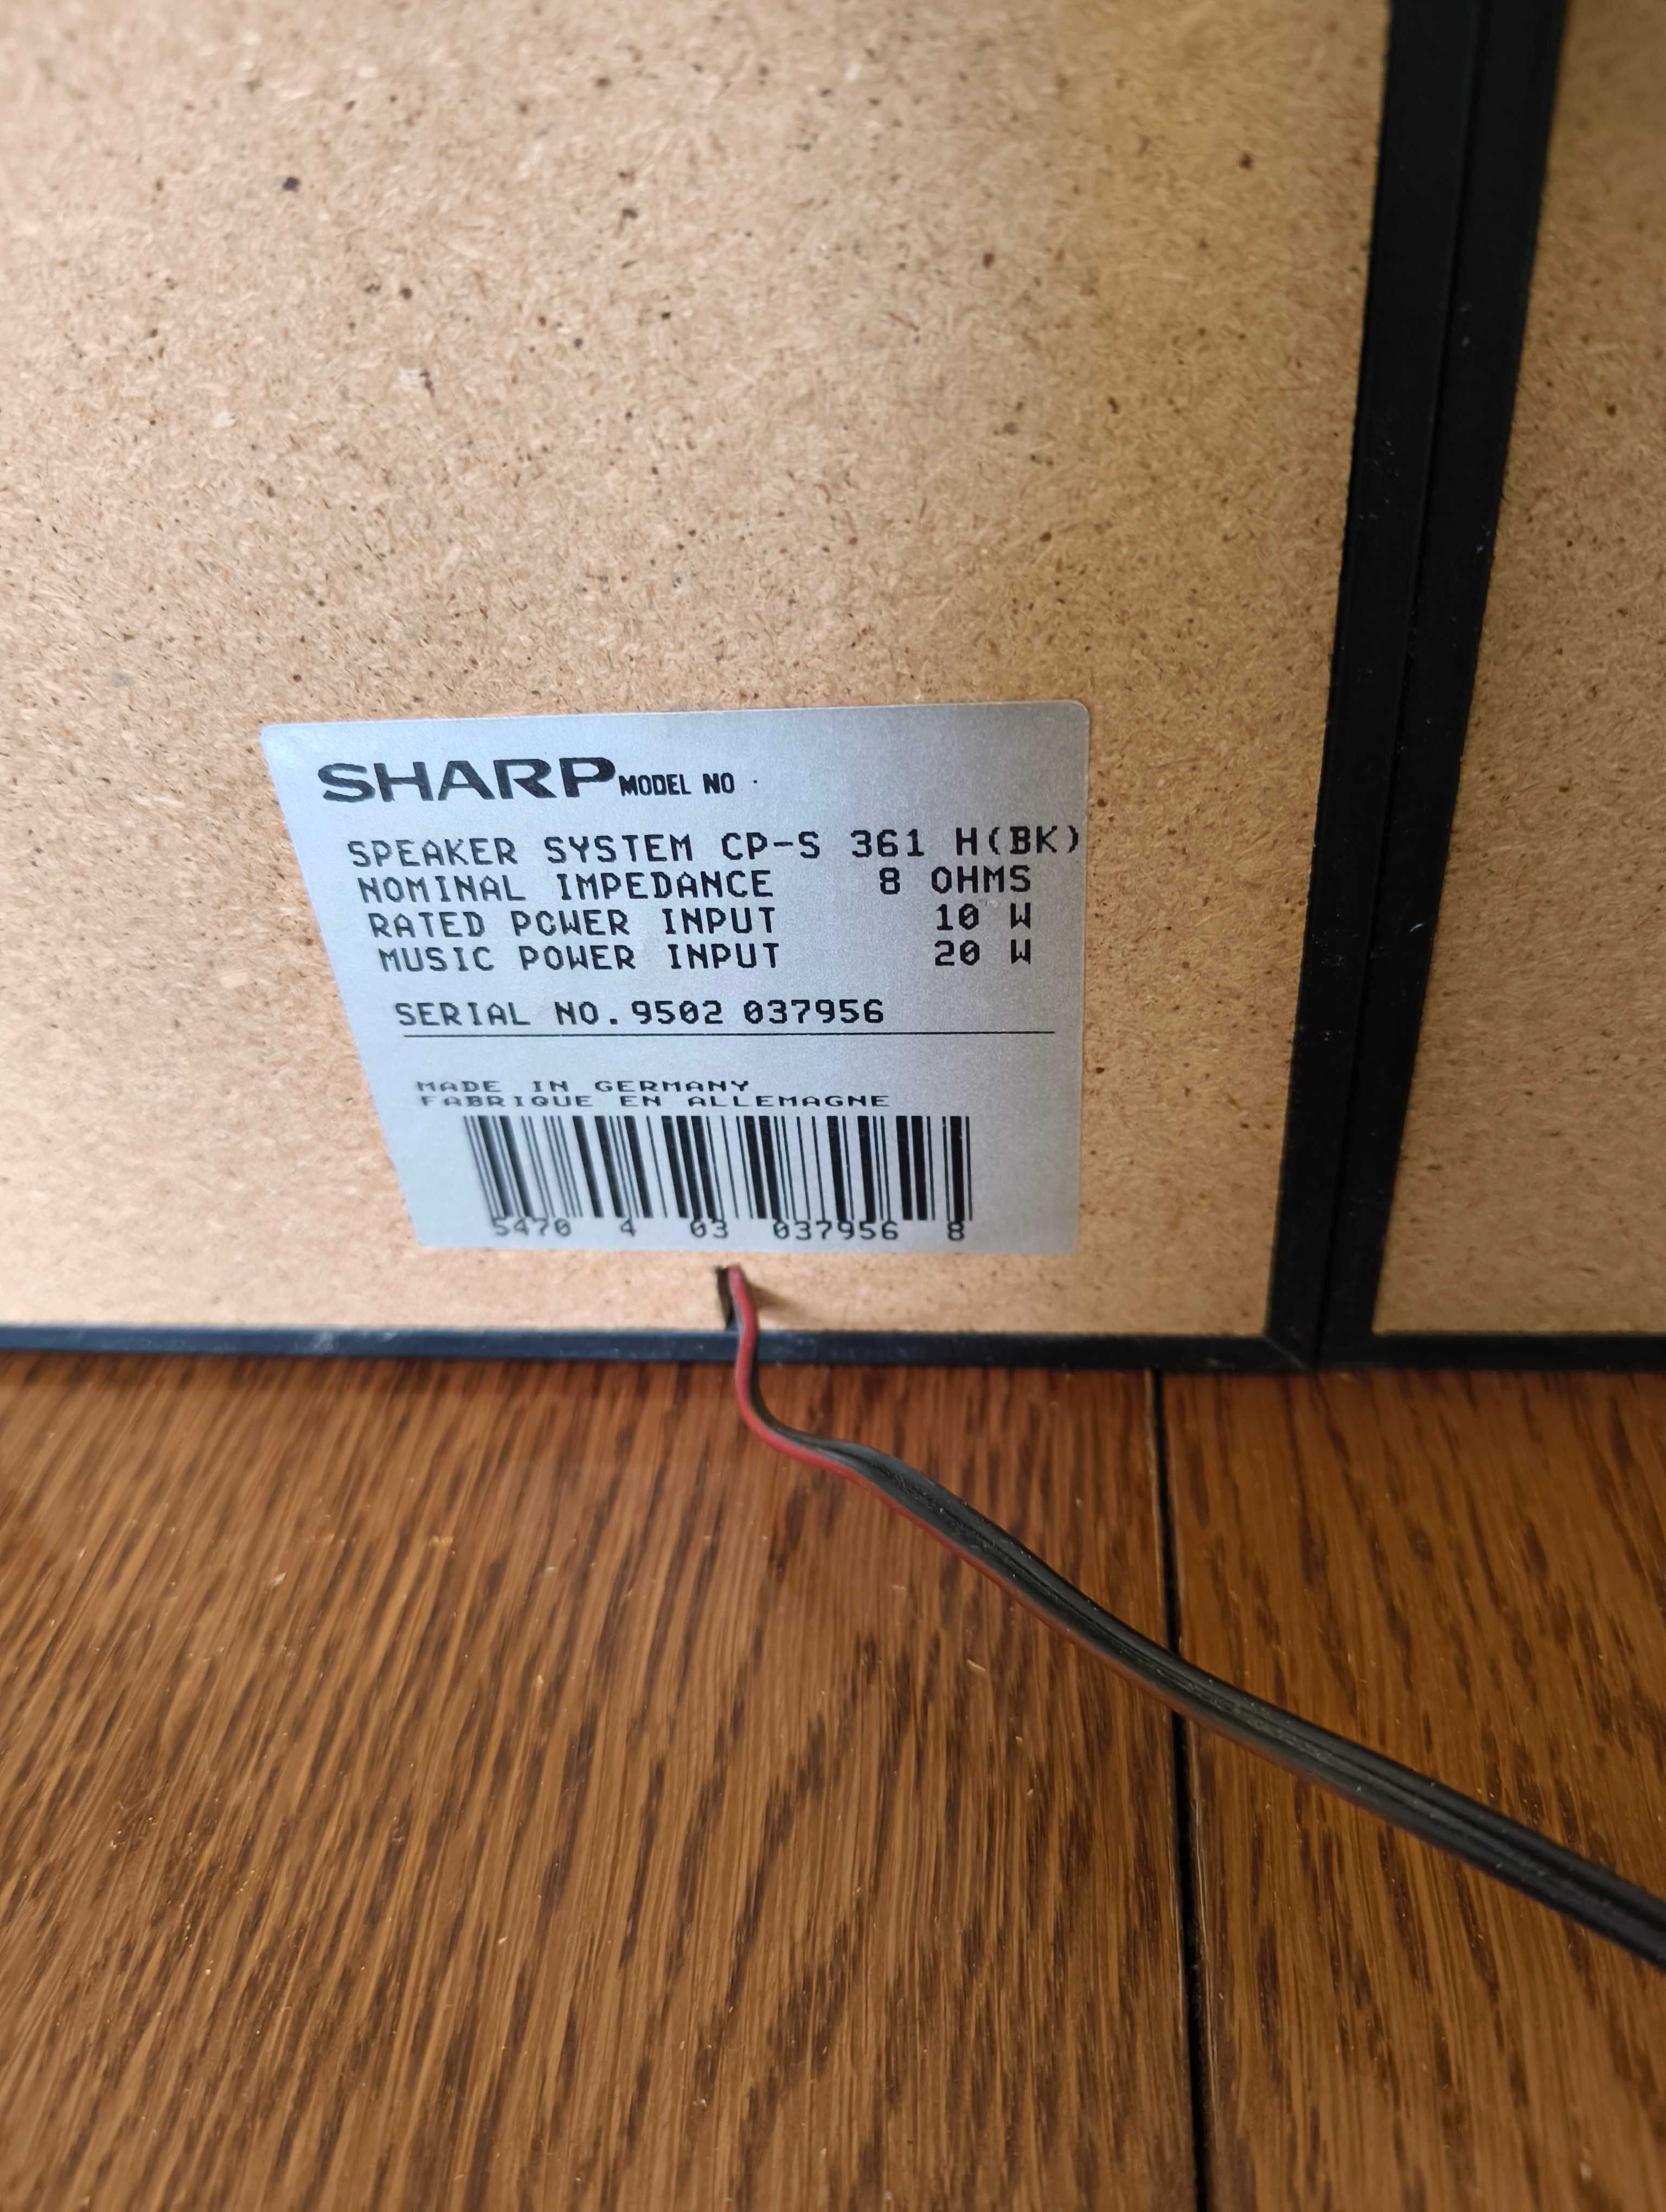 SHARP MODEL NO.
SPEAKER SYSTEM CP-S 361 H(BK)
NOMINAL IMPEDANCE 8 OHMS
RATED POWER INPUT 10 W
MUSIC POWER INPUT 20 W
SERIAL NO. 9502 037956
MADE IN GERMANY
FABRIQUE EN ALLEMAGNE
5470 4 03 037956 8